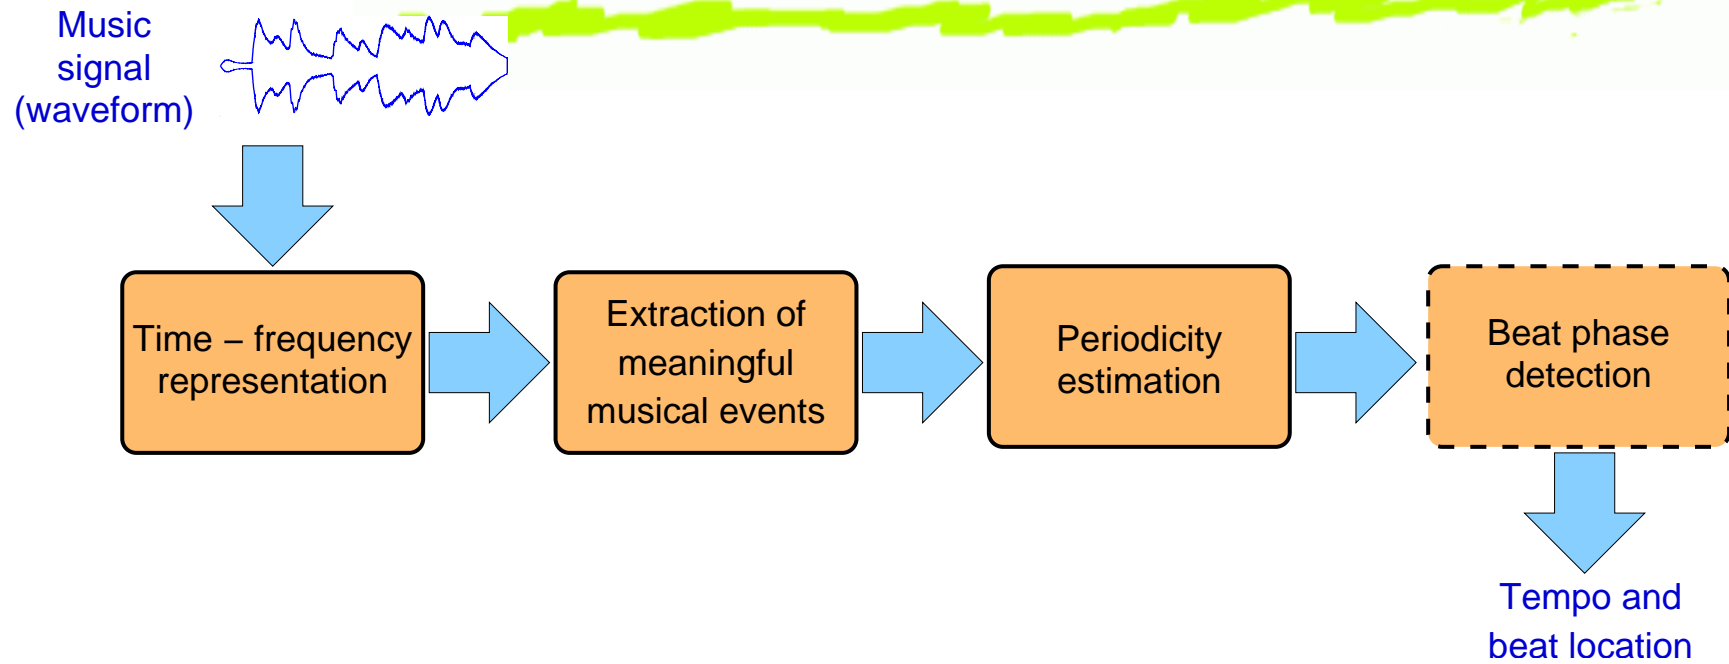 Music
signal
(waveform)
Time – frequency
representation
Extraction of
meaningful
musical events
Periodicity
estimation
Beat phase
detection
Tempo and
beat location